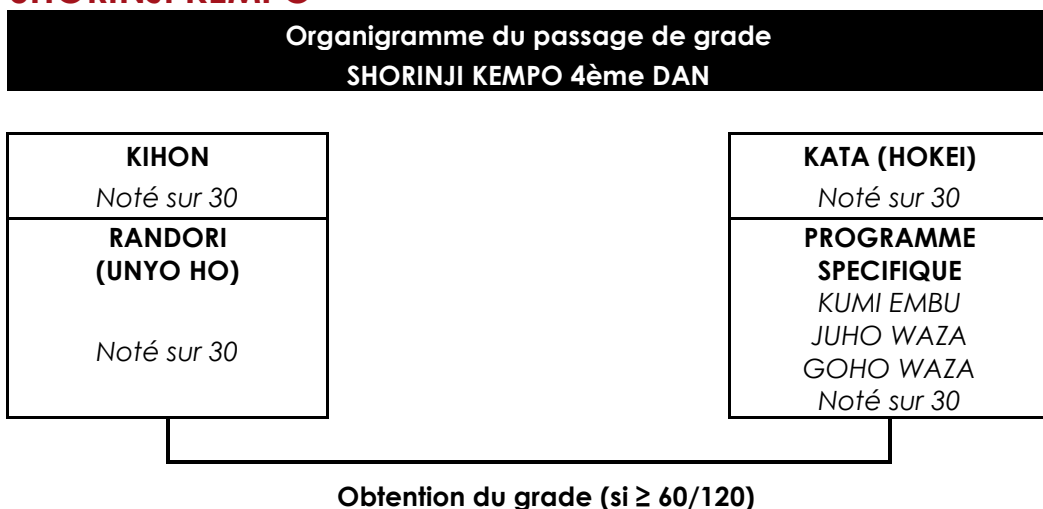 SHORINJI KEMPO
Organigramme du passage de grade
SHORINJI KEMPO 4ème DAN
KIHON
Noté sur 30
RANDORI
(UNYO HO)
Noté sur 30
KATA (HOKEI)
Noté sur 30
PROGRAMME
SPECIFIQUE
KUMI EMBU
JUHO WAZA
GOHO WAZA
Noté sur 30
Obtention du grade (si ≥ 60/120)